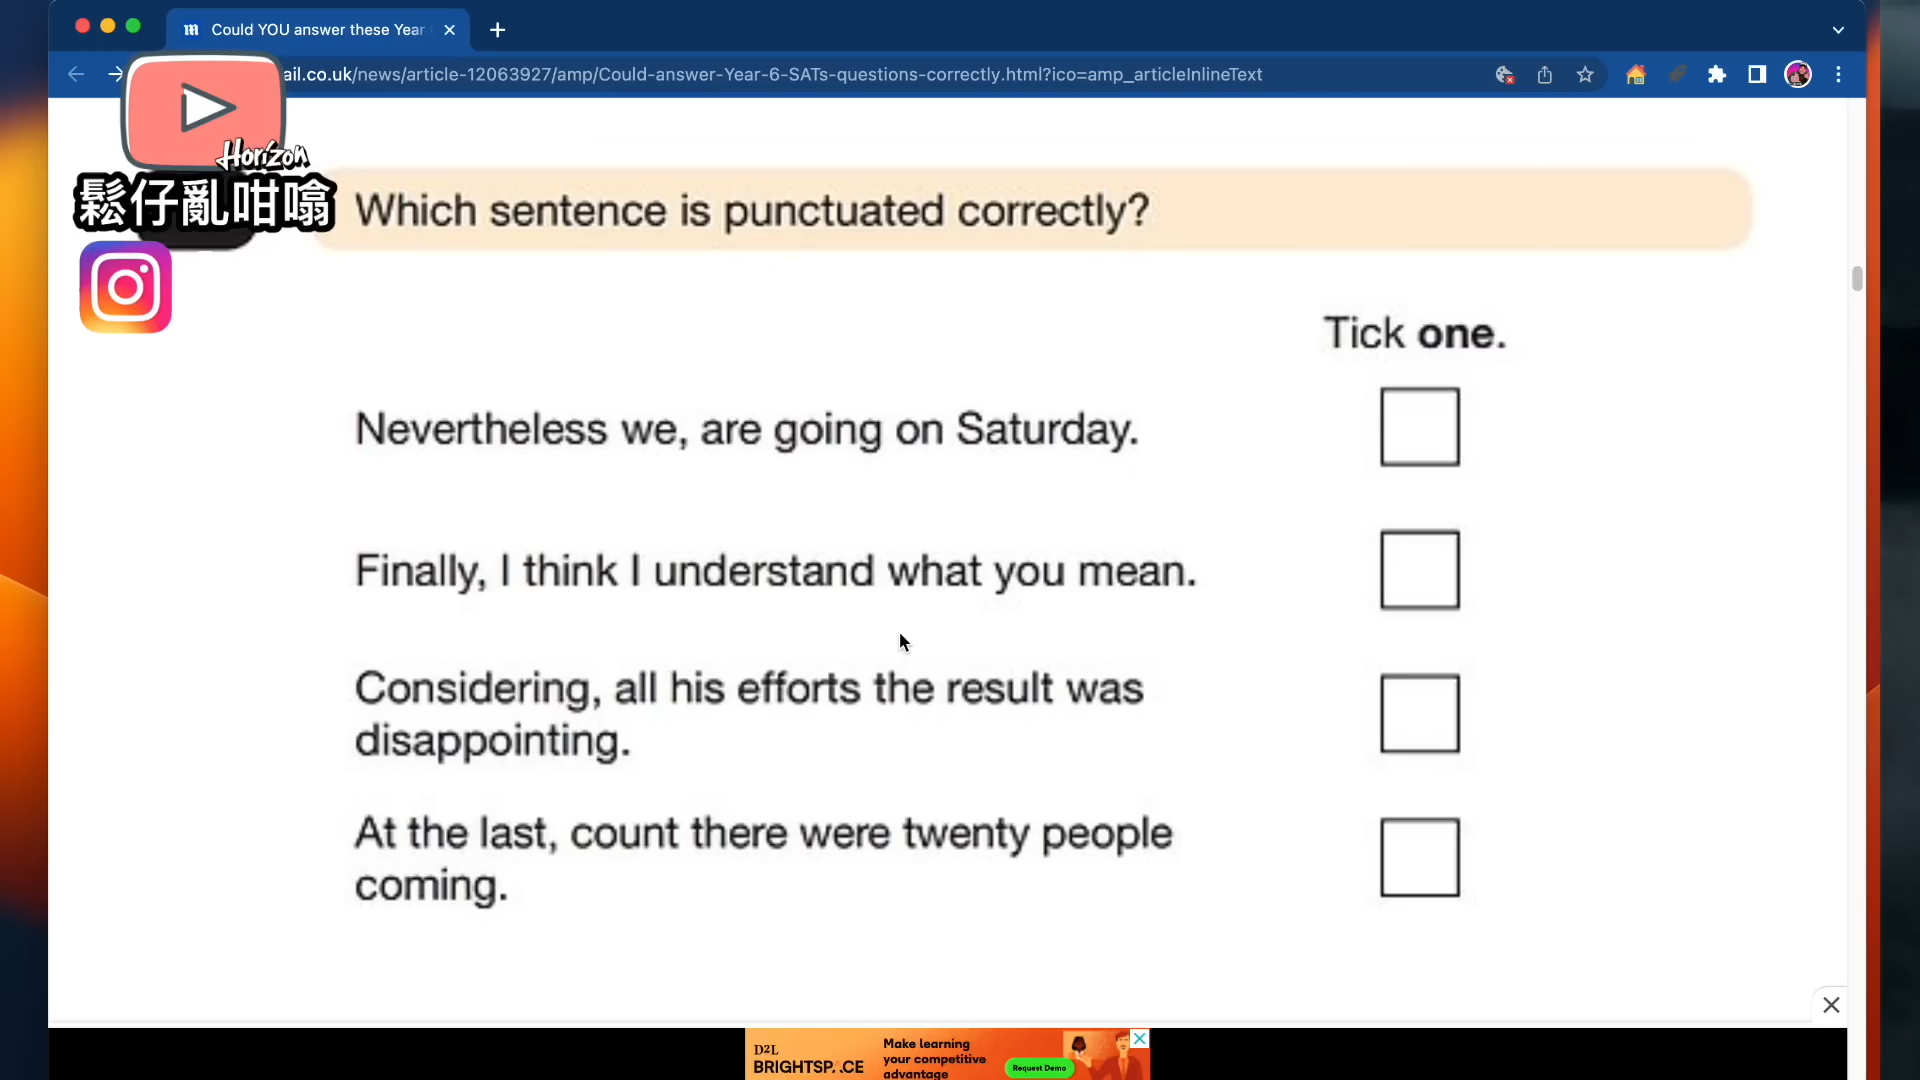 Could YOU answer these Year
ail.co.uk/news/article-12063927/amp/Could-answer-Year-6-SATs-questions-correctly.html?ico=amp_articleInlineText
Horizon
鬆仔亂咁噏
Which sentence is punctuated correctly?
Tick one.
Nevertheless we, are going on Saturday.
Finally, I think I understand what you mean.
Considering, all his efforts the result was
disappointing.
At the last, count there were twenty people
coming.
D2L
BRIGHTSP CE
Make learning
your competitive
advantage
Request Demo